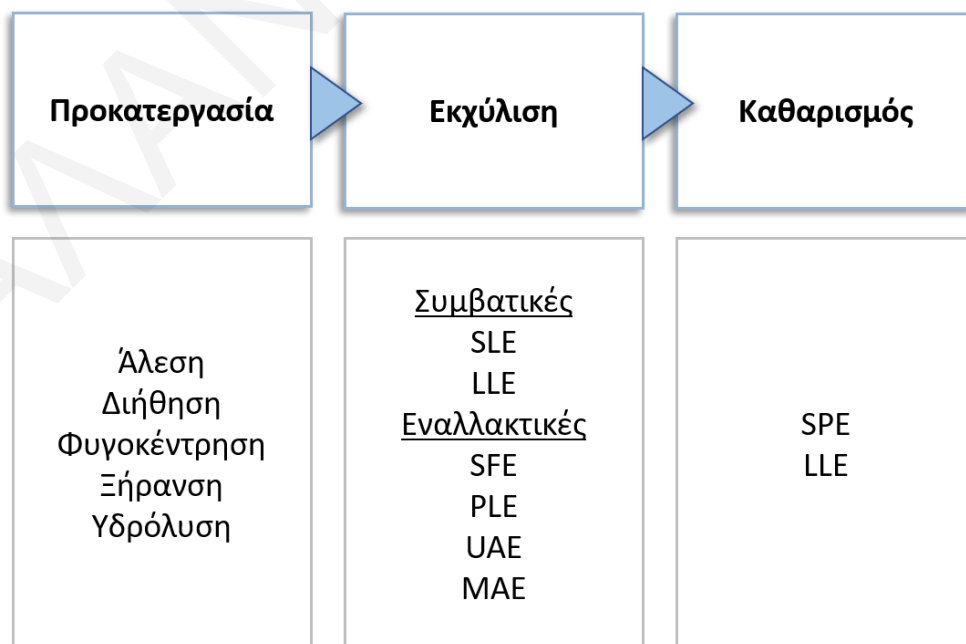 Προκατεργασία
Εκχύλιση
Καθαρισμός
Άλεση
Διήθηση
Φυγοκέντρηση
Ξήρανση
Υδρόλυση
Συμβατικές
SLE
LLE
Εναλλακτικές
SFE
PLE
UAE
MAE
SPE
LLE